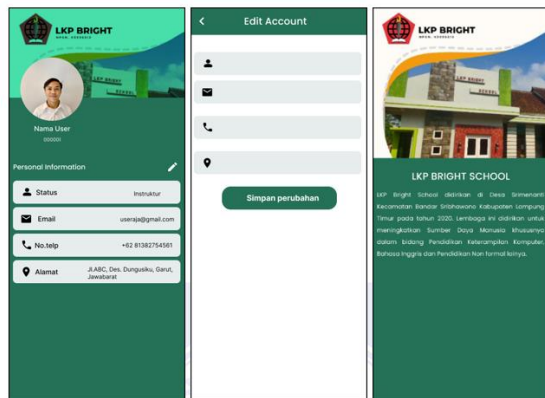 LKP BRIGHT
Nama User
Personal Information
Status
Instruktur
Email
useraja@gmail.com
No.telp
+62 81382754561
Alamat
Jl.ABC, Des. Dungusiku, Garut,
Jawabarat
Edit Account
Simpan perubahan
LKP BRIGHT
LKP BRIGHT SCHOOL
LKP Bright School didirikan di Desa Srimenanti
Kecamatan Bandar Sribhawono Kabupaten Lampung
Timur pada tahun 2020. Lembaga ini didirikan untuk
meningkatkan Sumber Daya Manusia khususnya
dalam bidang Pendidikan Keterampilan Komputer,
Bahasa Inggris dan Pendidikan Non formal lainya.